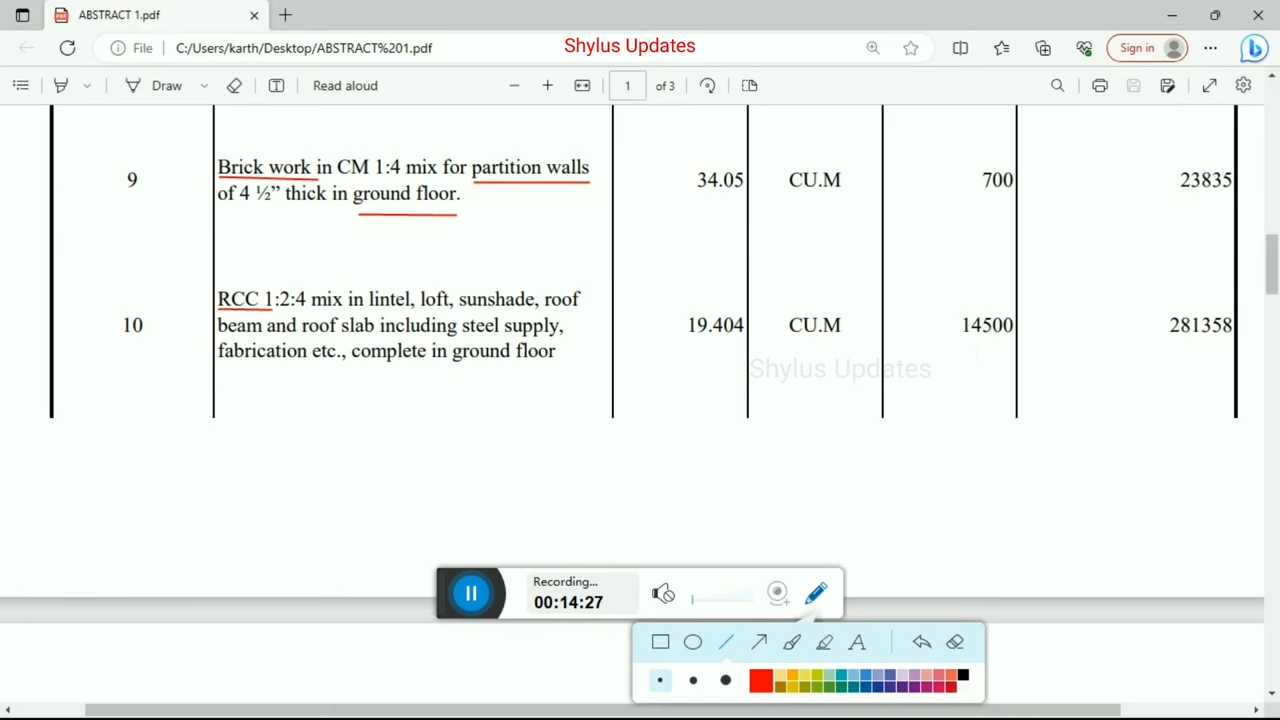 ABSTRACT 1.pdf
File
C:/Users/karth/Desktop/ABSTRACT%201.pdf
Shylus Updates
Sign in
Draw
Read aloud
1
of 3
9
Brick work in CM 1:4 mix for partition walls
of 4 ½” thick in ground floor.
34.05
CU.M
700
23835
10
RCC 1:2:4 mix in lintel, loft, sunshade, roof
beam and roof slab including steel supply,
fabrication etc., complete in ground floor
19.404
CU.M
14500
281358
Shylus Updates
Recording...
00:14:27